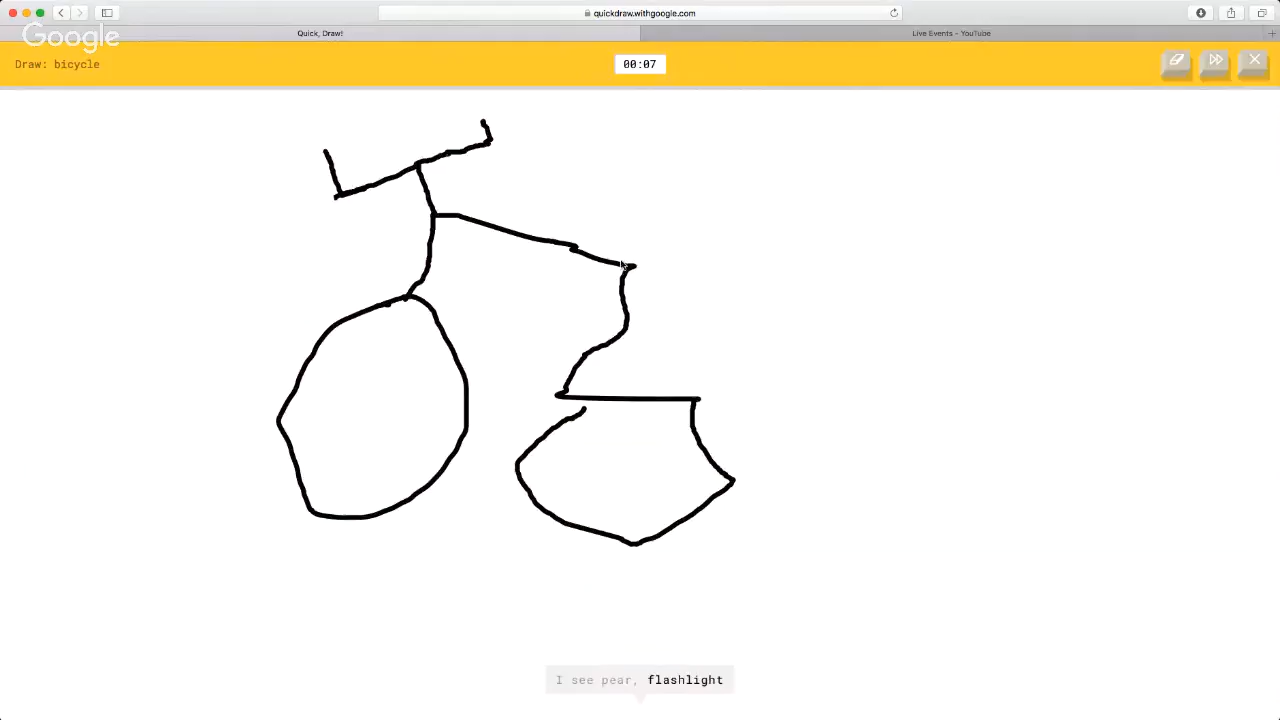 quickdraw.withgoogle.com
Google
Quick, Draw!
Live Events - YouTube
Draw: bicycle
00:07
I see pear, flashlight